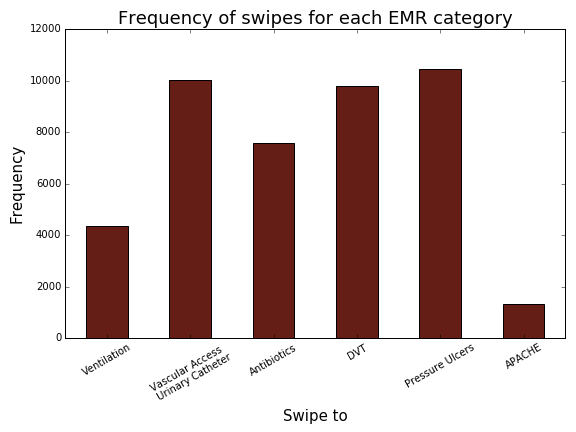 Frequency of swipes for each EMR category
Frequency
12000
10000
8000
6000
4000
2000
0
Ventilation
Vascular Access
Urinary Catheter
Antibiotics
DVT
Pressure Ulcers
APACHE
Swipe to